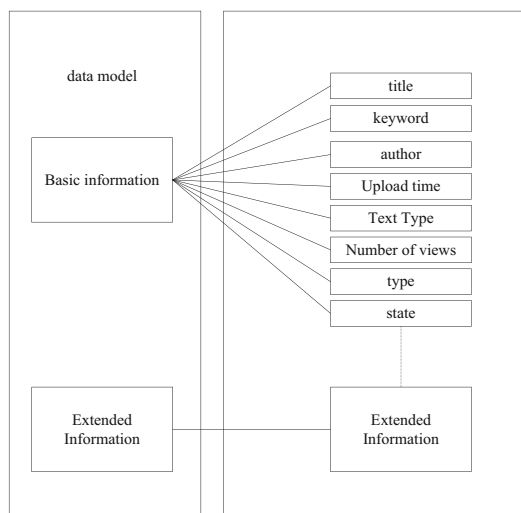 data model
title
keyword
author
Basic information
Upload time
Text Type
Number of views
type
state
Extended
Information
Extended
Information